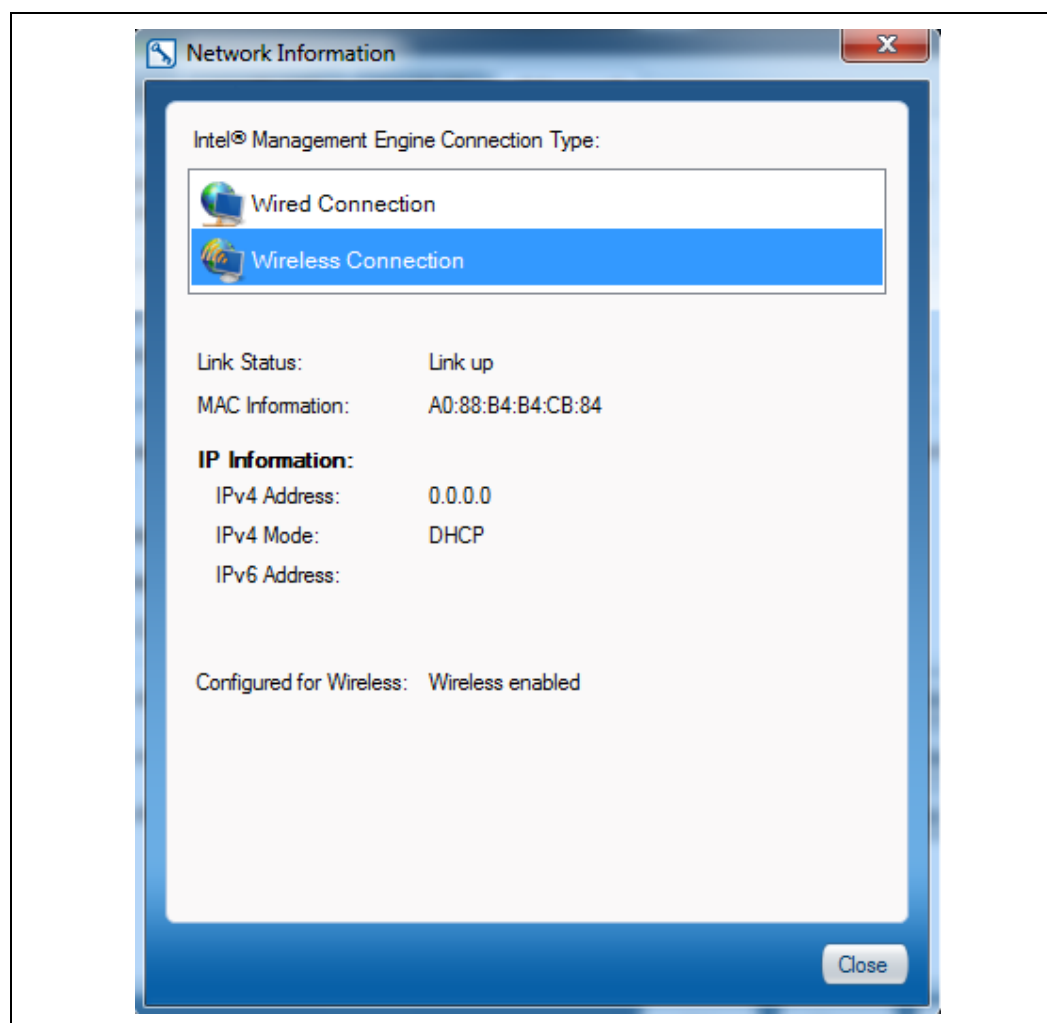 Network Information
Intel® Management Engine Connection Type:
Wired Connection
Wireless Connection
Link Status: Link up
MAC Information: A0:88:B4:B4:CB:84
IP Information:
IPv4 Address: 0.0.0.0
IPv4 Mode: DHCP
IPv6 Address:
Configured for Wireless: Wireless enabled
Close